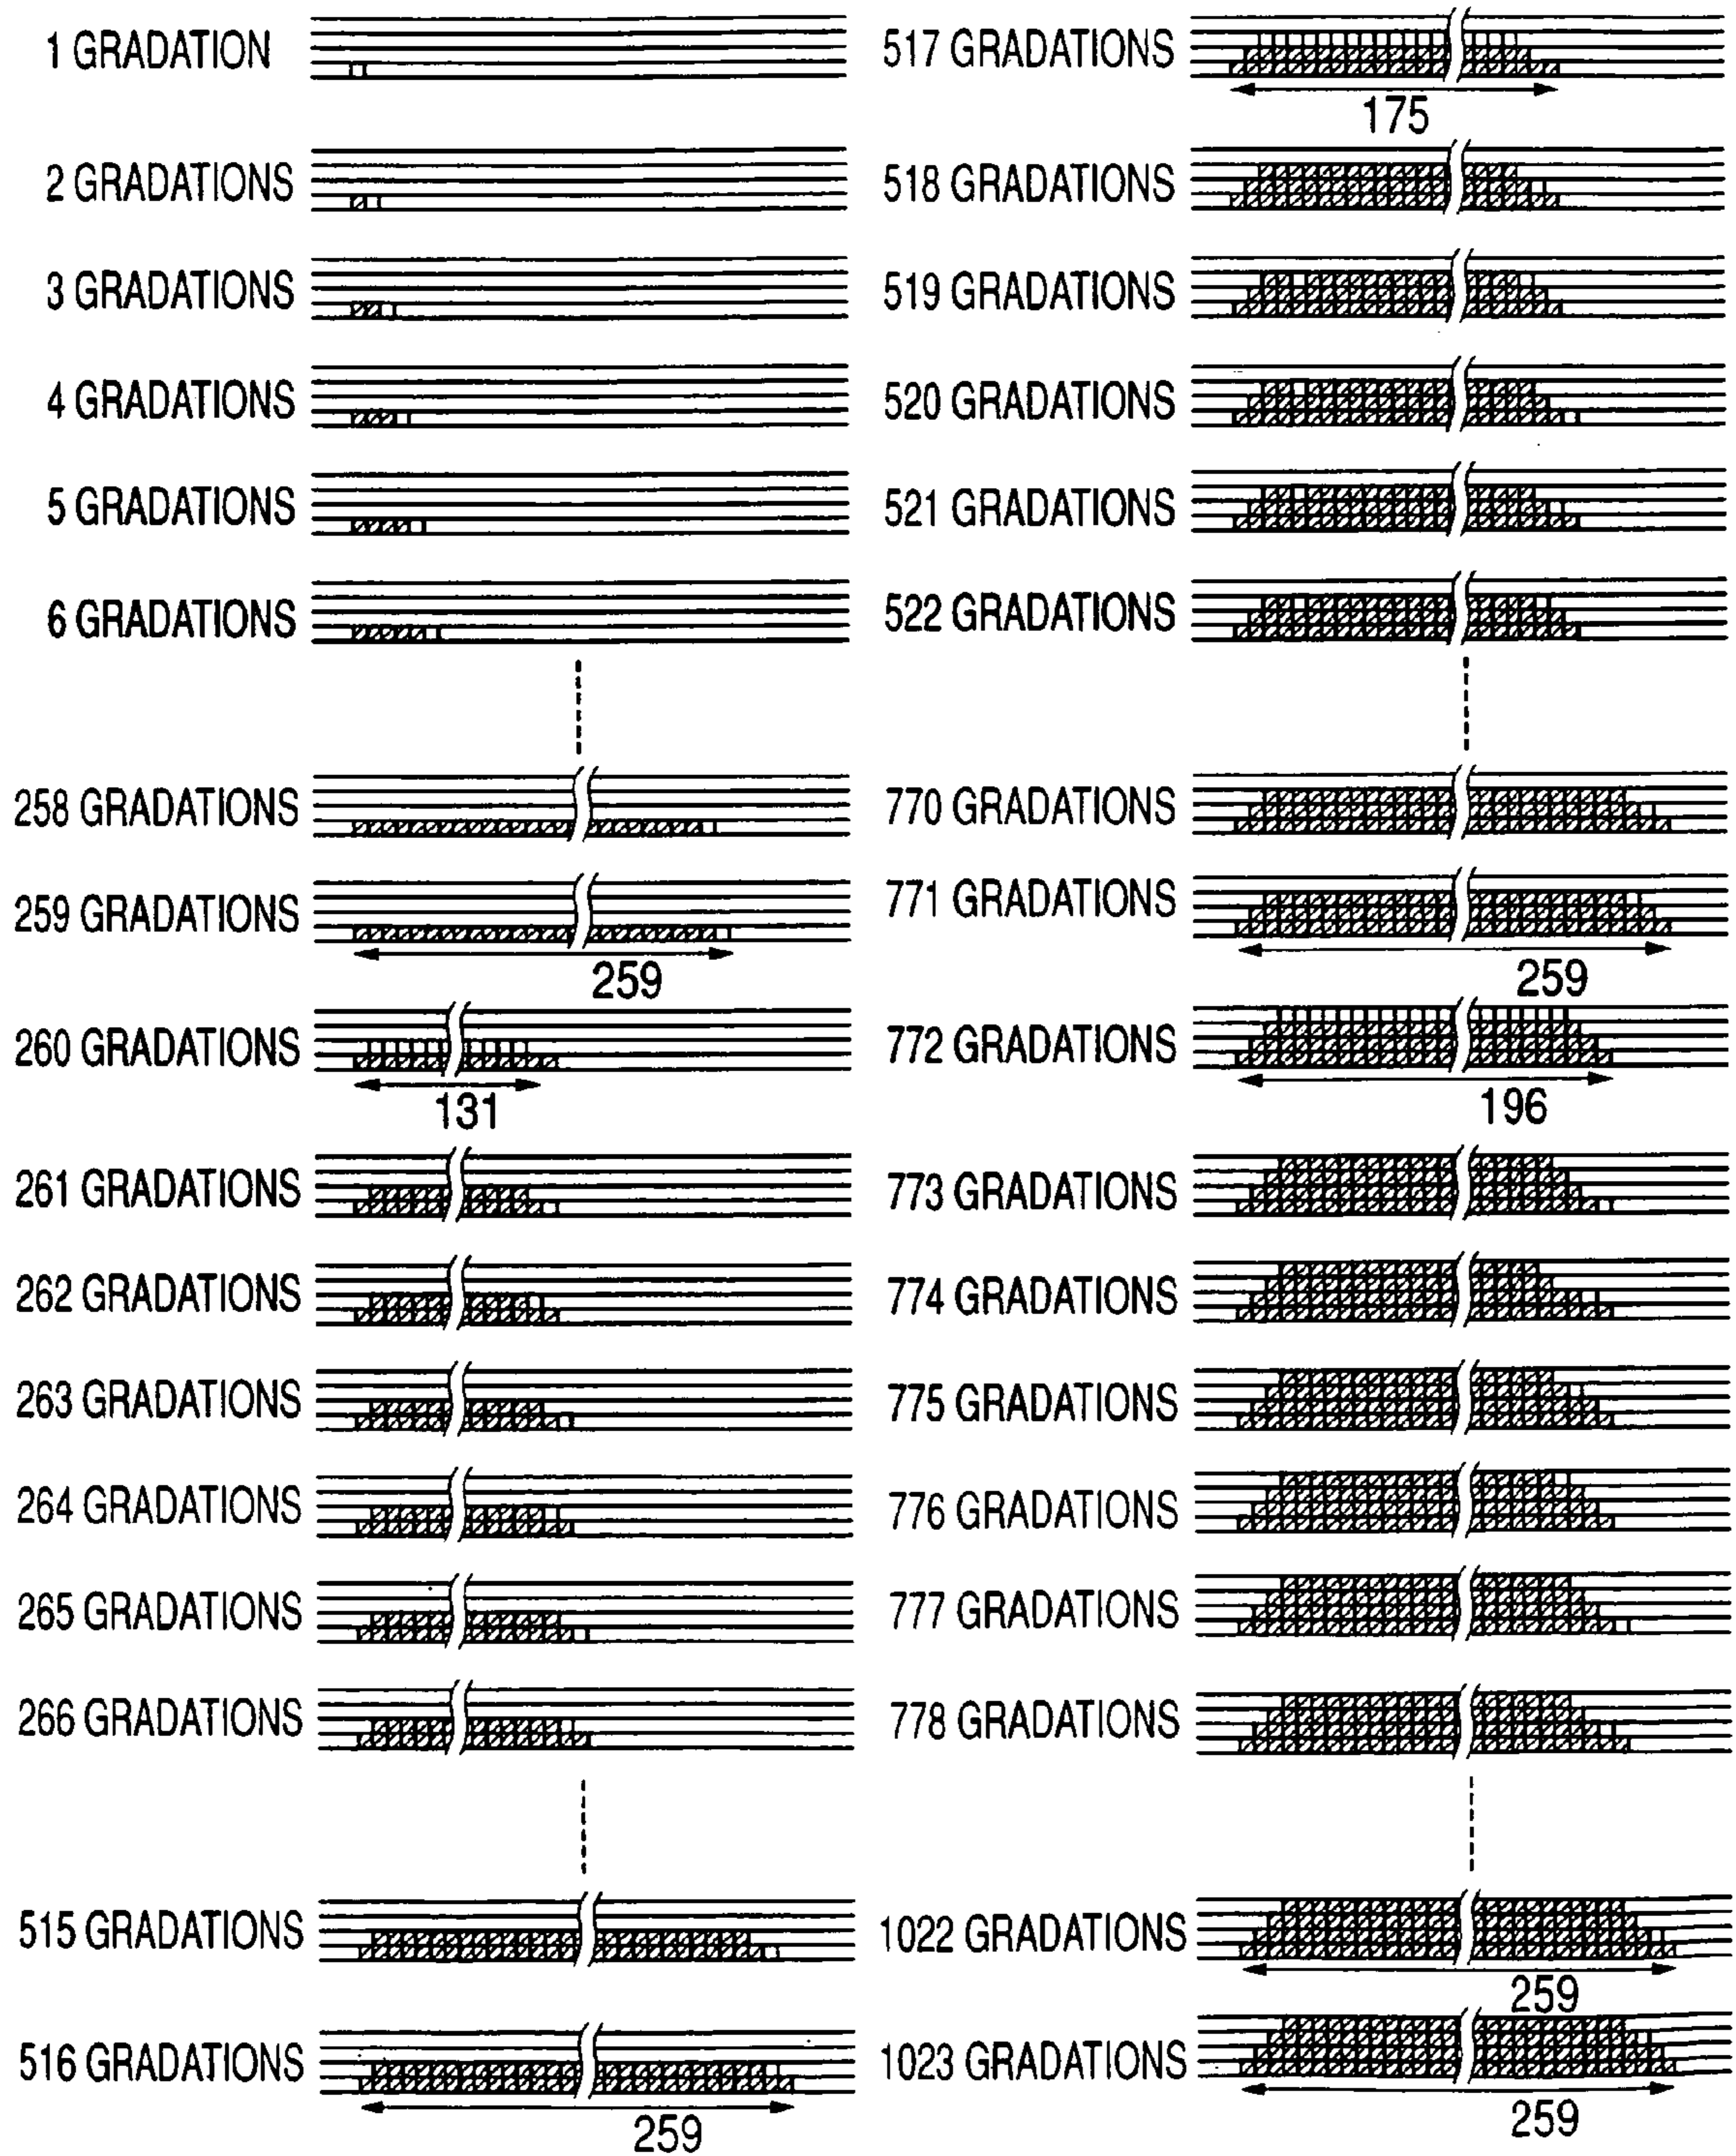 1 GRADATION
2 GRADATIONS
3 GRADATIONS
4 GRADATIONS
5 GRADATIONS
6 GRADATIONS
258 GRADATIONS
259 GRADATIONS
259
260 GRADATIONS
131
261 GRADATIONS
262 GRADATIONS
263 GRADATIONS
264 GRADATIONS
265 GRADATIONS
266 GRADATIONS
515 GRADATIONS
516 GRADATIONS
259
517 GRADATIONS
175
518 GRADATIONS
519 GRADATIONS
520 GRADATIONS
521 GRADATIONS
522 GRADATIONS
770 GRADATIONS
771 GRADATIONS
259
772 GRADATIONS
196
773 GRADATIONS
774 GRADATIONS
775 GRADATIONS
776 GRADATIONS
777 GRADATIONS
778 GRADATIONS
1022 GRADATIONS
259
1023 GRADATIONS
259